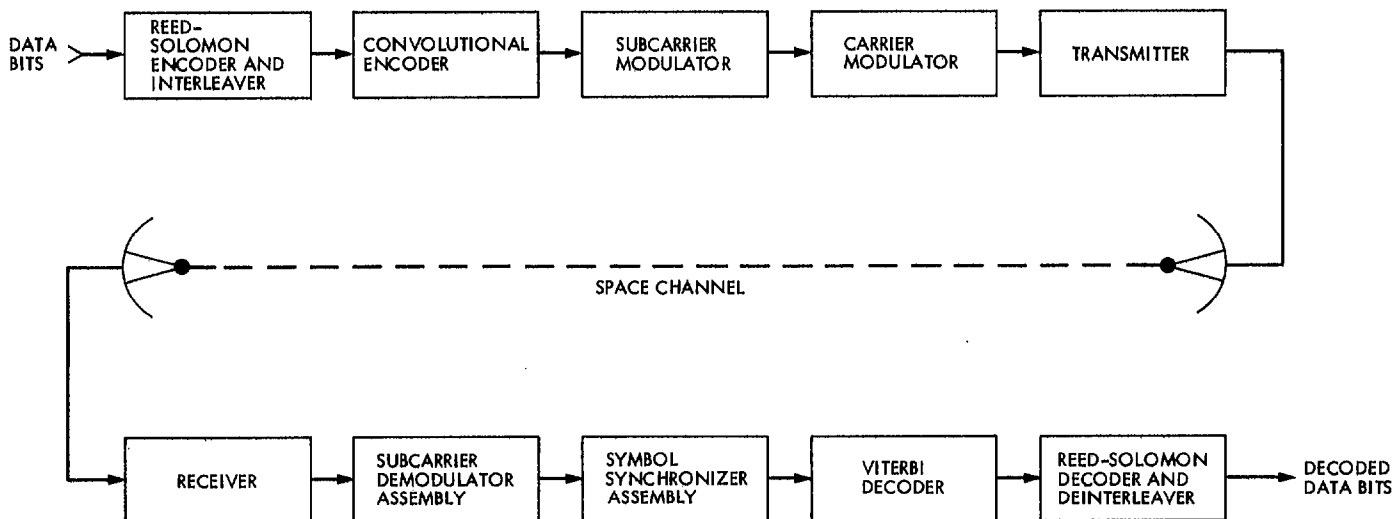 DATA
BITS
REED-
SOLOMON
ENCODER AND
INTERLEAVER
CONVOLUTIONAL
ENCODER
SUBCARRIER
MODULATOR
CARRIER
MODULATOR
TRANSMITTER
SPACE CHANNEL
RECEIVER
SUBCARRIER
DEMODULATOR
ASSEMBLY
SYMBOL
SYNCHRONIZER
ASSEMBLY
VITERBI
DECODER
REED-SOLOMON
DECODER AND
DEINTERLEAVER
DECODED
DATA BITS